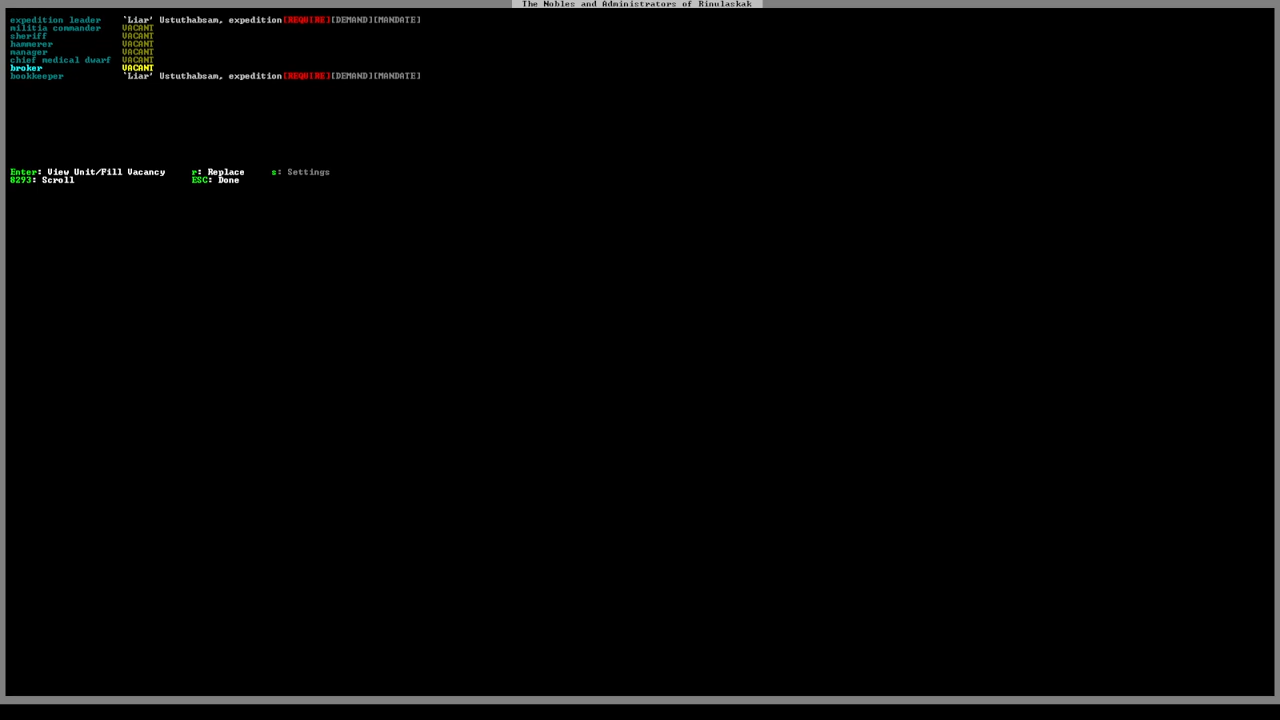 The Nobles and Administrators of Rinulaskak
expedition leader `Liar' Ustuthabsam, expedition[REQUIRE][DEMAND][MANDATE]
militia commander VACANT
sheriff VACANT
hammerer VACANT
manager VACANT
chief medical dwarf VACANT
broker VACANT
bookkeeper `Liar' Ustuthabsam, expedition[REQUIRE][DEMAND][MANDATE]
Enter: View Unit/Fill Vacancy r: Replace s: Settings
8293: Scroll ESC: Done